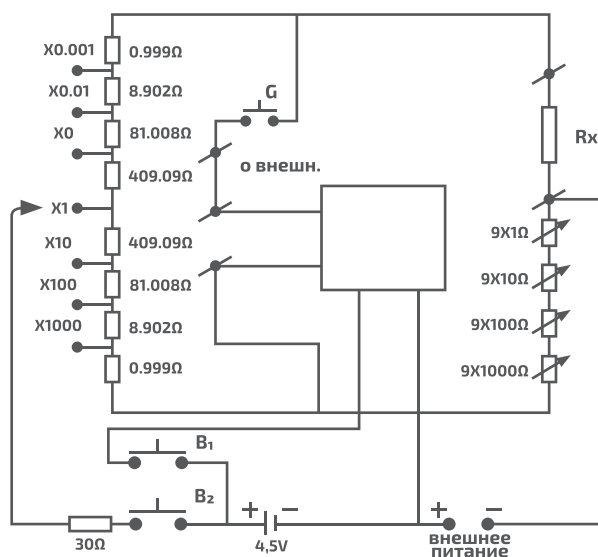 X0.001
0.999Ω
X0.01
8.902Ω
G
X0
81.008Ω
Rx
о внешн.
409.09Ω
X1
9X1Ω
X10
409.09Ω
9X10Ω
X100
81.008Ω
X1000
8.902Ω
9X100Ω
0.999Ω
9X1000Ω
B₁
B₂
+ −
+ −
30Ω
4,5V
внешнее
питание